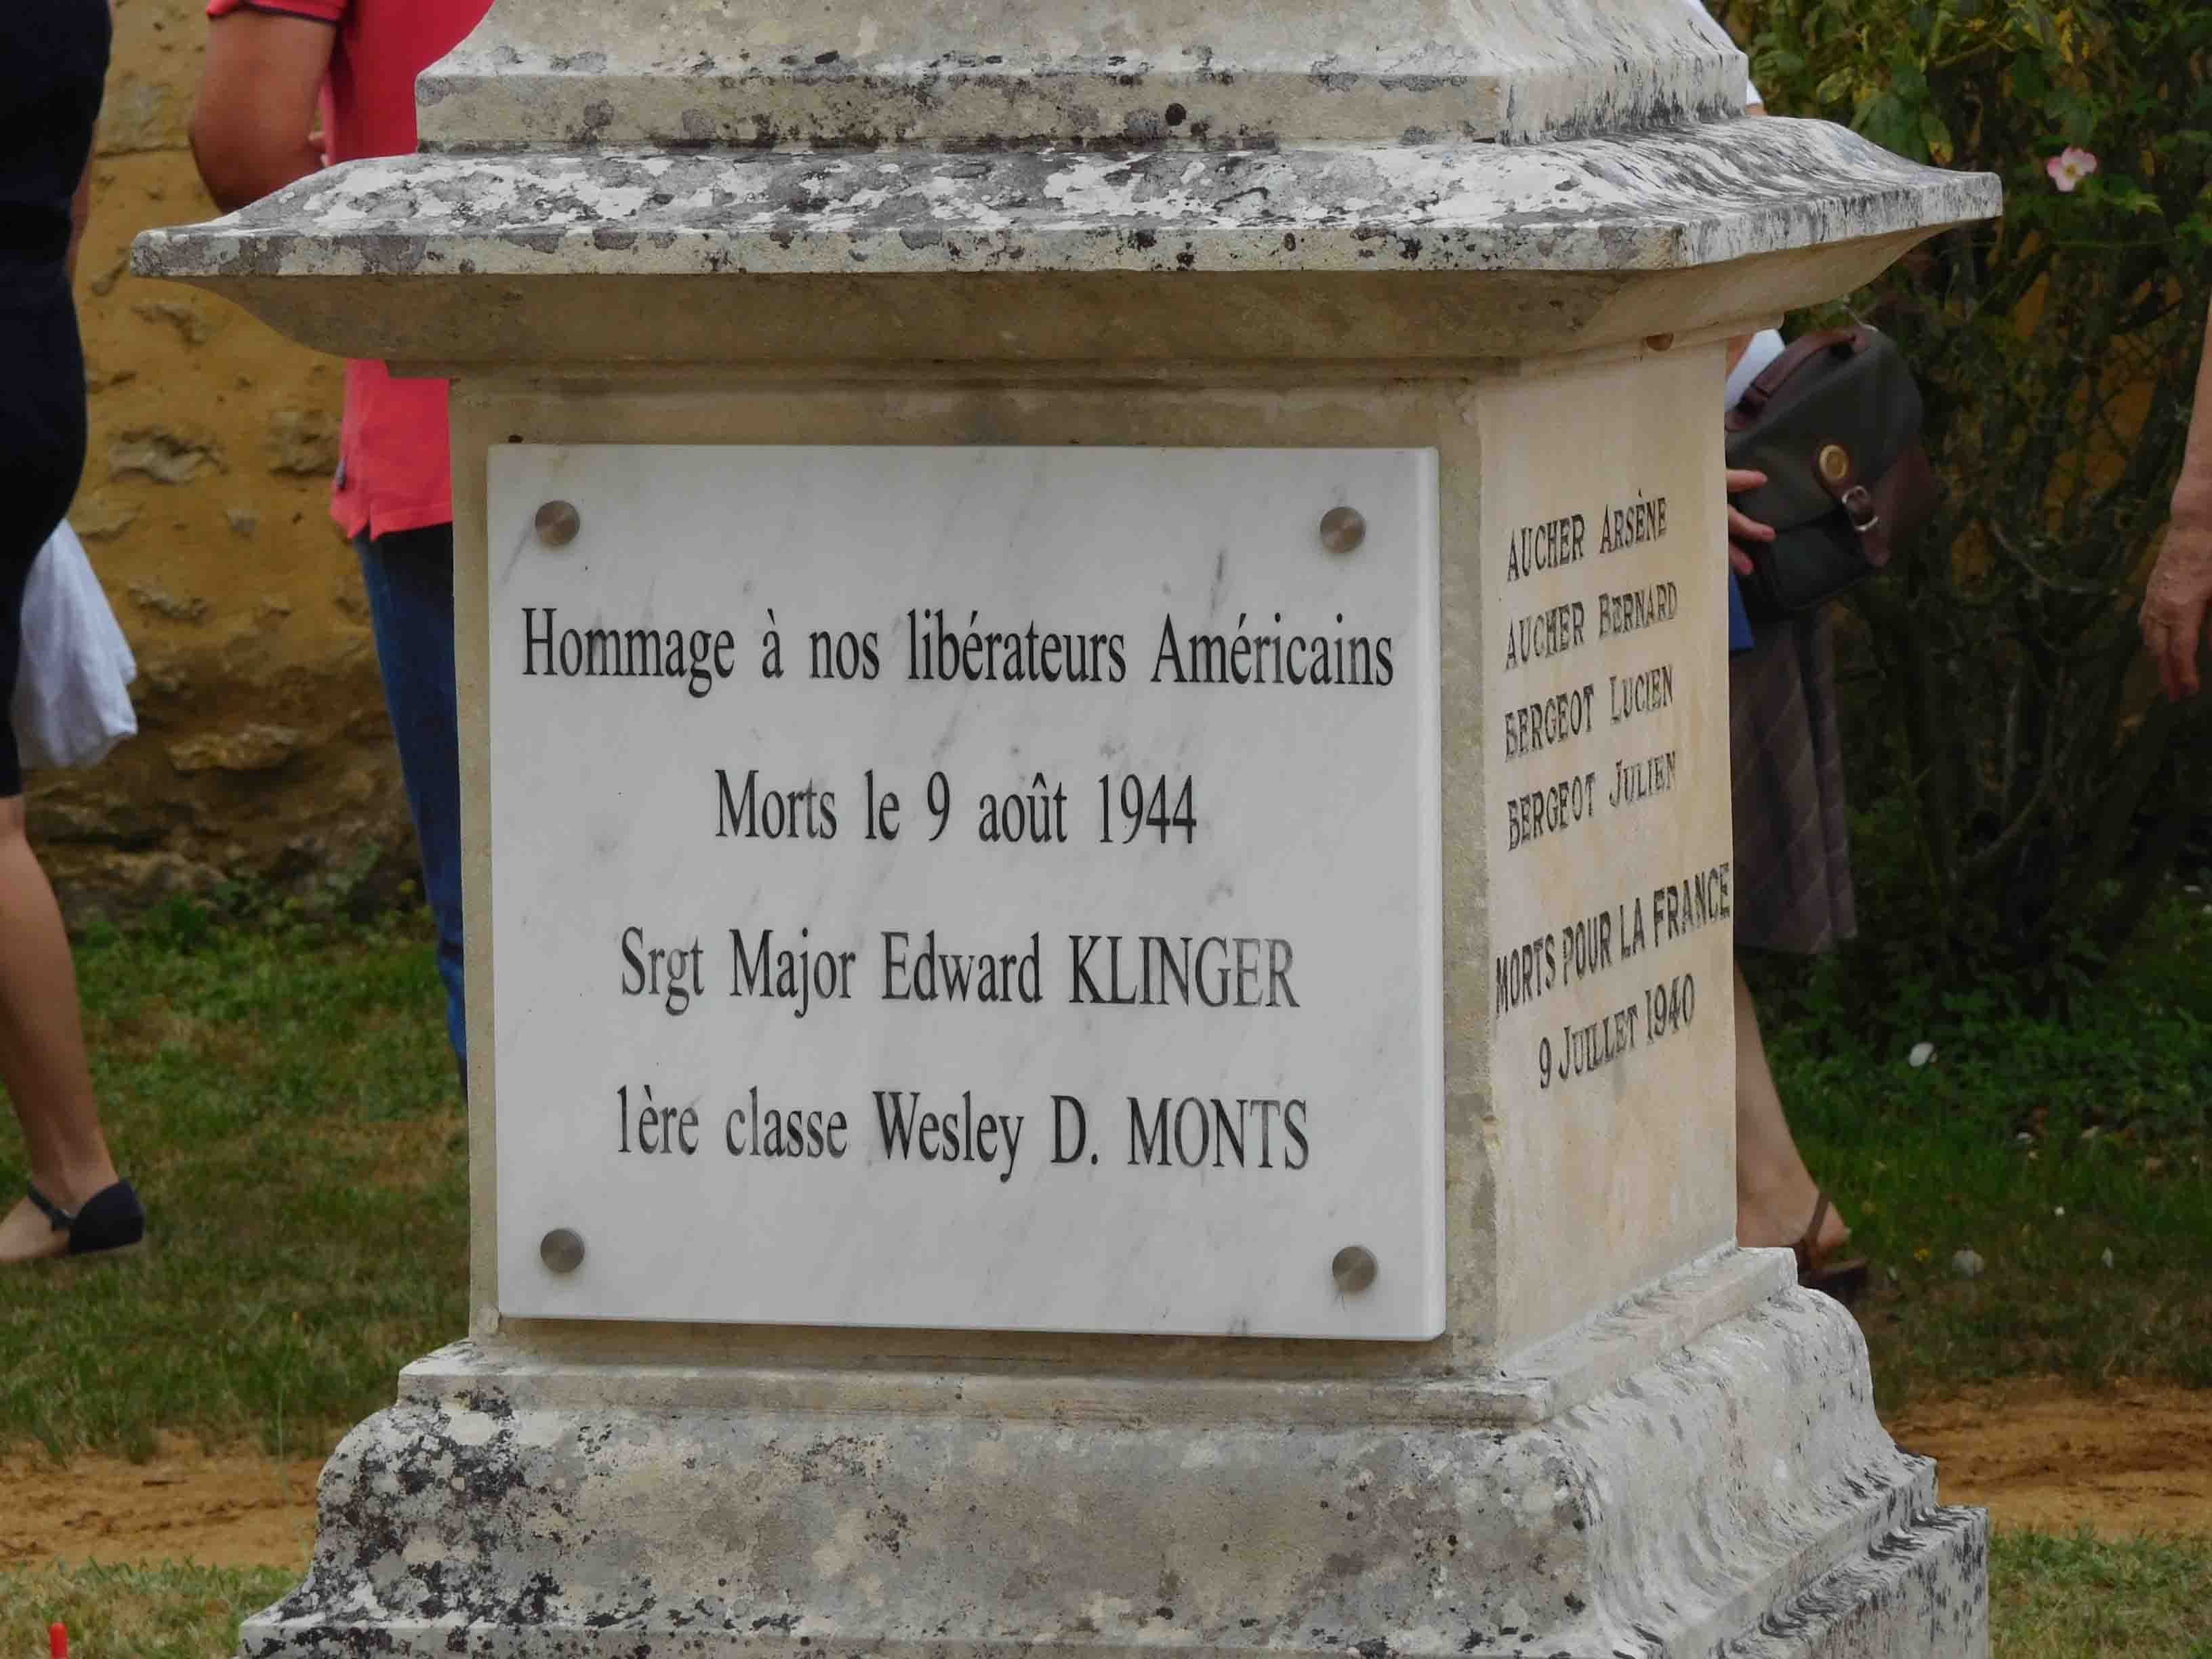 Hommage à nos libérateurs Américains
Morts le 9 août 1944
Srgt Major Edward KLINGER
1ère classe Wesley D. MONTS
AUCHER ARSÈNE
AUCHER BERNARD
BERGEOT LUCIEN
BERGEOT JULIEN
MORTS POUR LA FRANCE
9 JUILLET 1940